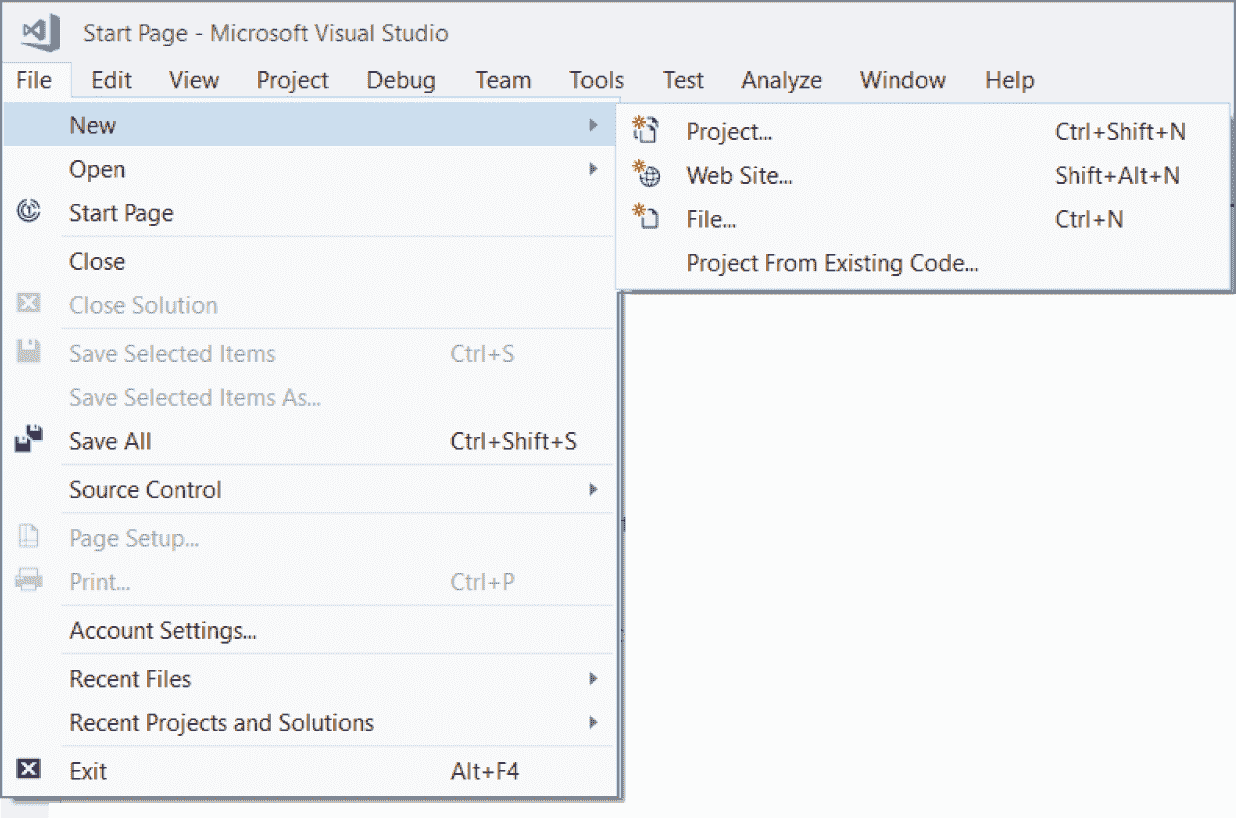 Start Page - Microsoft Visual Studio
File Edit View Project Debug Team Tools Test Analyze Window Help
New
Open
Start Page
Close
Close Solution
Save Selected Items Ctrl+S
Save Selected Items As...
Save All Ctrl+Shift+S
Source Control
Page Setup...
Print... Ctrl+P
Account Settings...
Recent Files
Recent Projects and Solutions
Exit Alt+F4
Project... Ctrl+Shift+N
Web Site... Shift+Alt+N
File... Ctrl+N
Project From Existing Code...